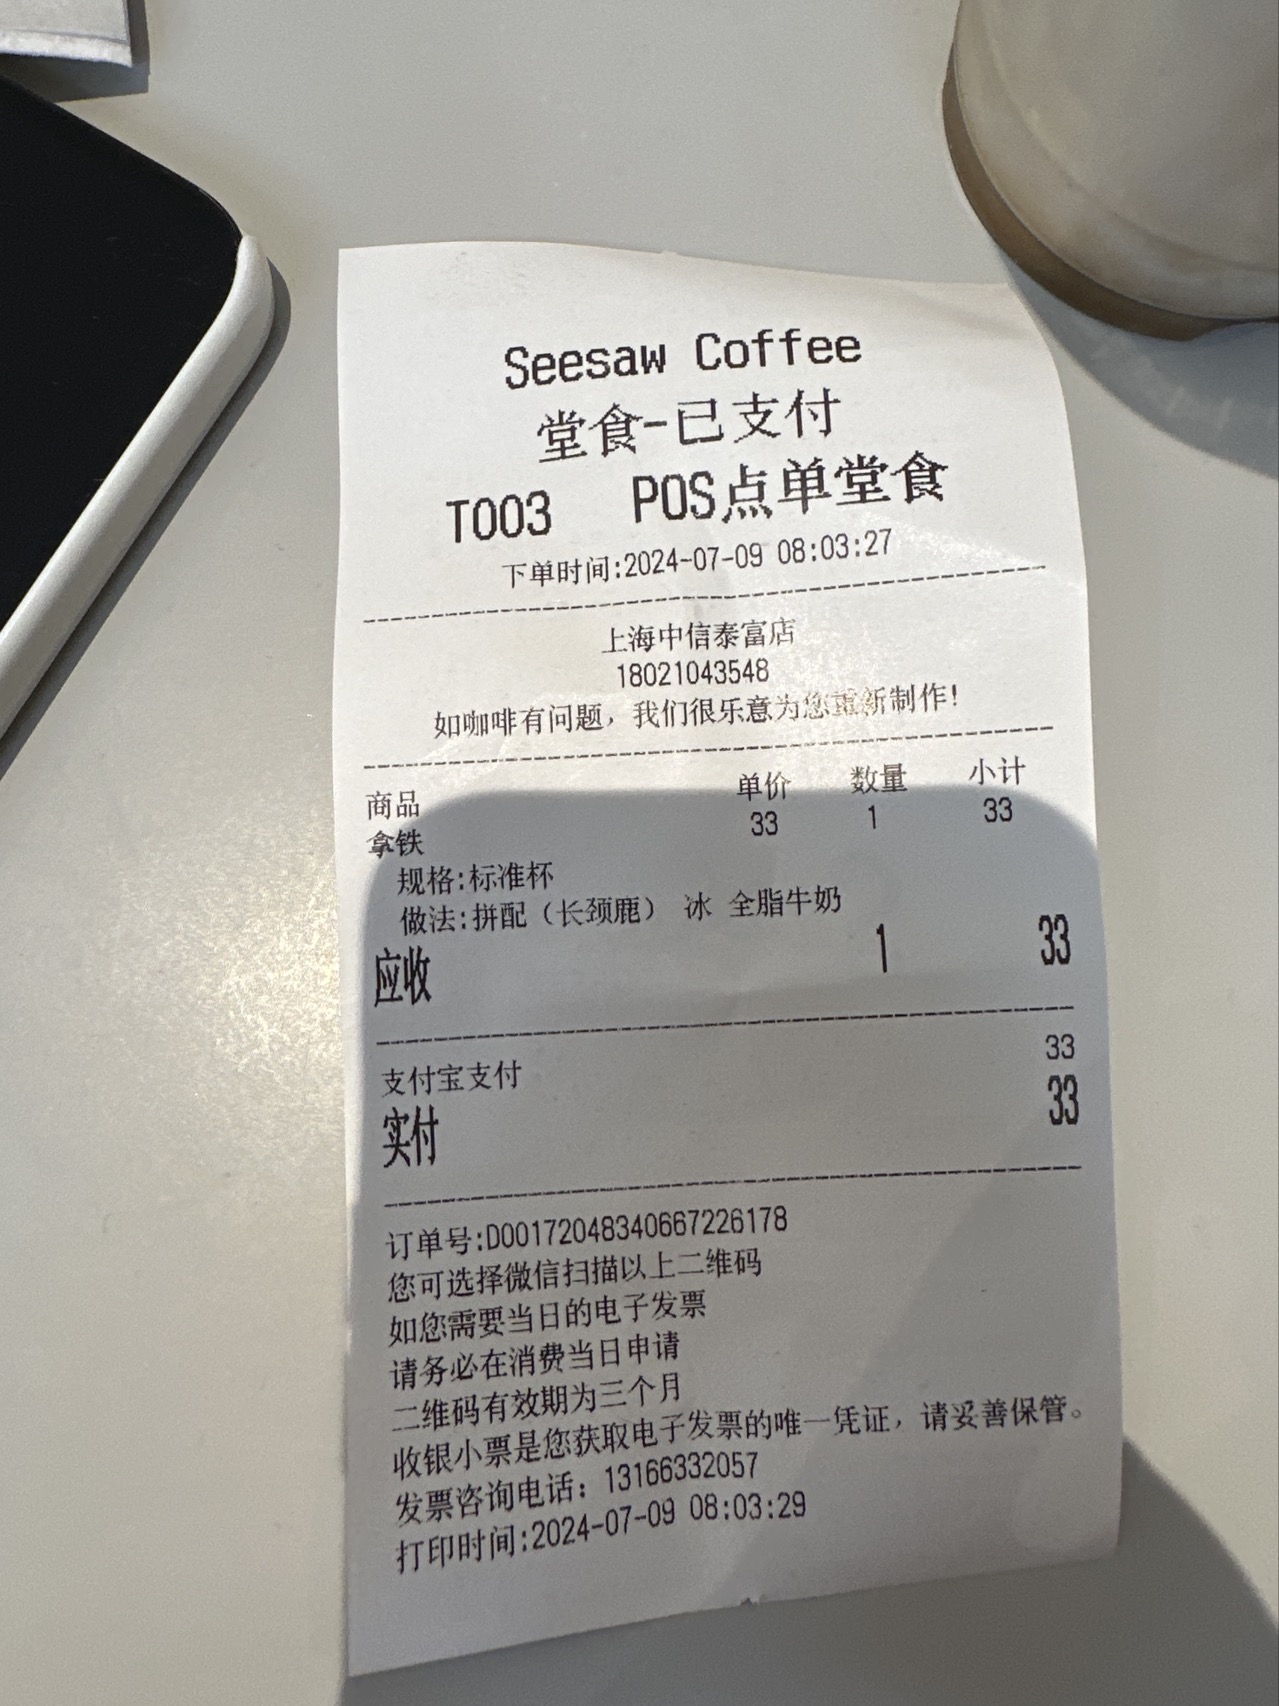 Seesaw Coffee
堂食-已支付
T003 POS点单堂食
下单时间:2024-07-09 08:03:27
上海中信泰富店
18021043548
如咖啡有问题，我们很乐意为您重新制作!
商品 单价 数量 小计
拿铁 33 1 33
规格:标准杯
做法:拼配（长颈鹿） 冰 全脂牛奶
应收 1 33
支付宝支付 33
实付 33
订单号:D00172048340667226178
您可选择微信扫描以上二维码
如您需要当日的电子发票
请务必在消费当日申请
二维码有效期为三个月
收银小票是您获取电子发票的唯一凭证，请妥善保管。
发票咨询电话：13166332057
打印时间:2024-07-09 08:03:29